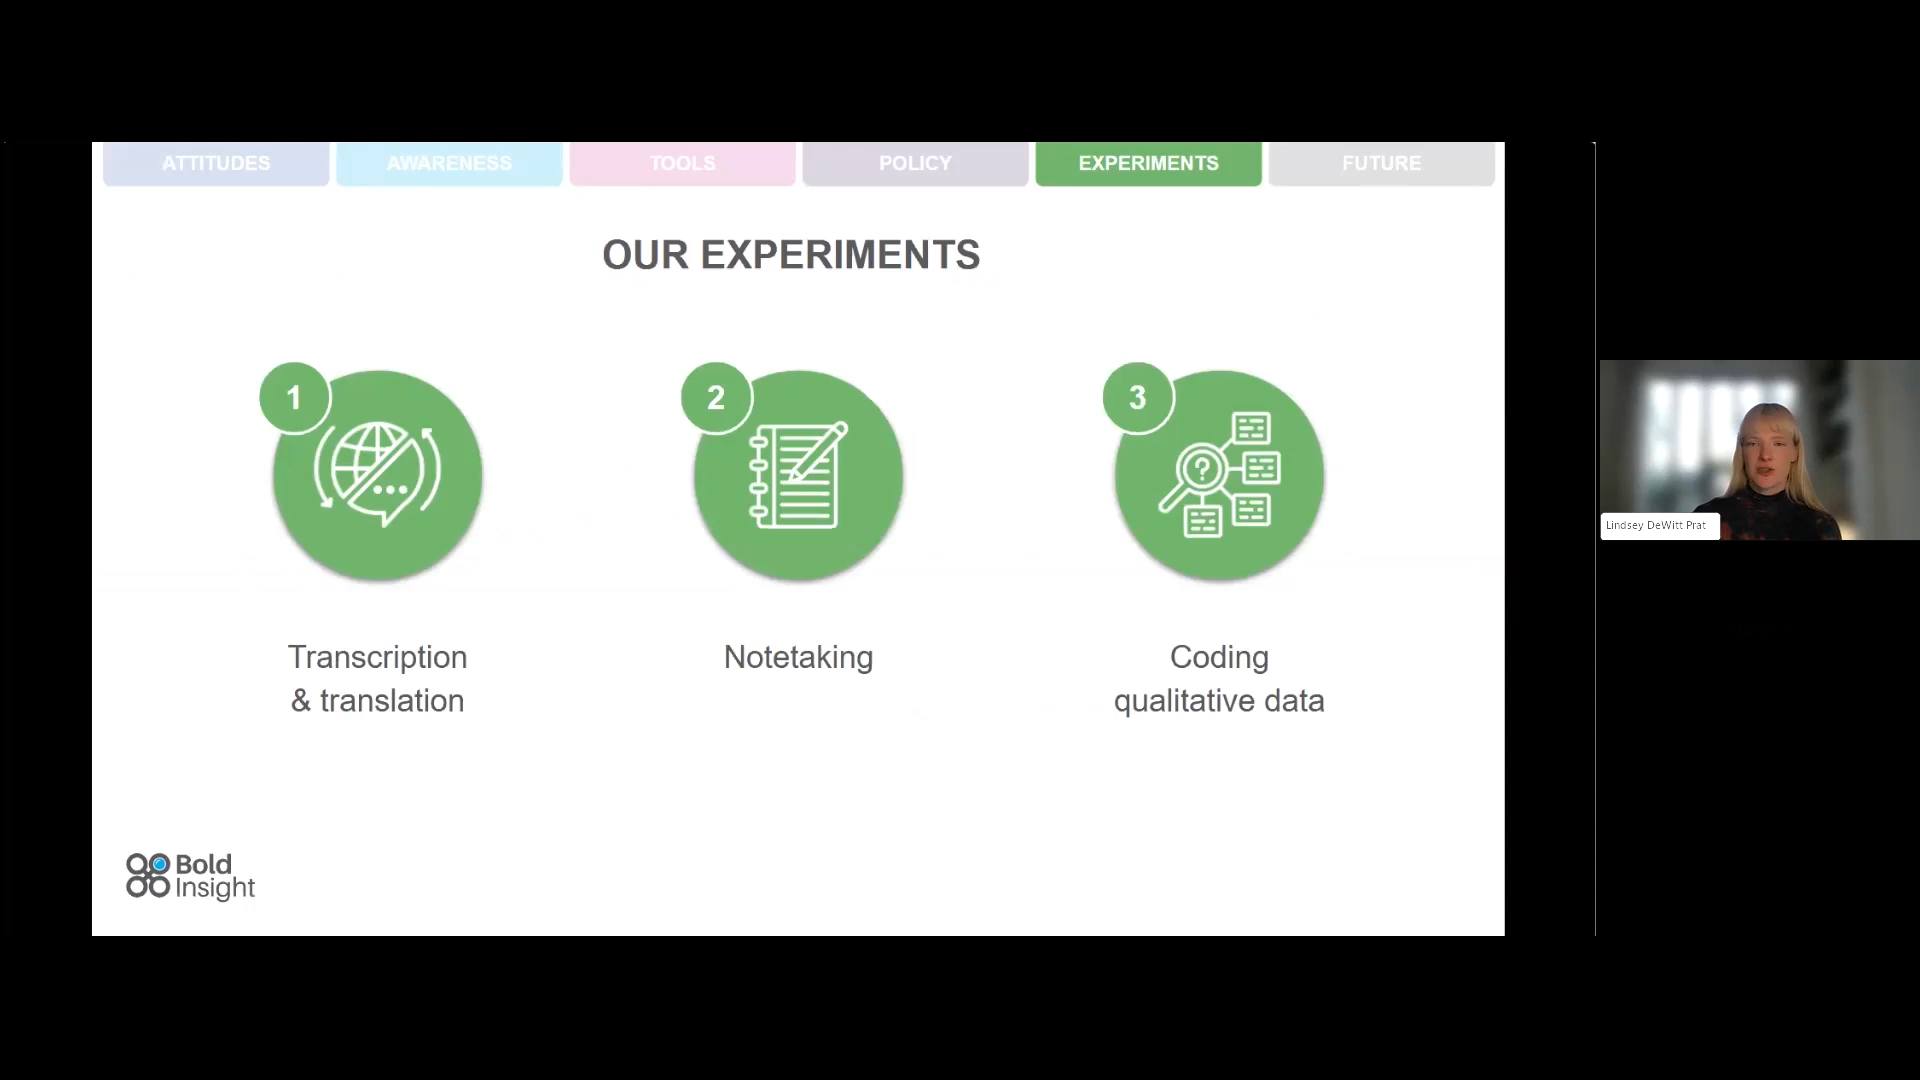 ATTITUDES
AWARENESS
TOOLS
POLICY
EXPERIMENTS
FUTURE
OUR EXPERIMENTS
1
2
3
?
Transcription
& translation
Notetaking
Coding
qualitative data
Bold
Insight
Lindsey DeWitt Prat